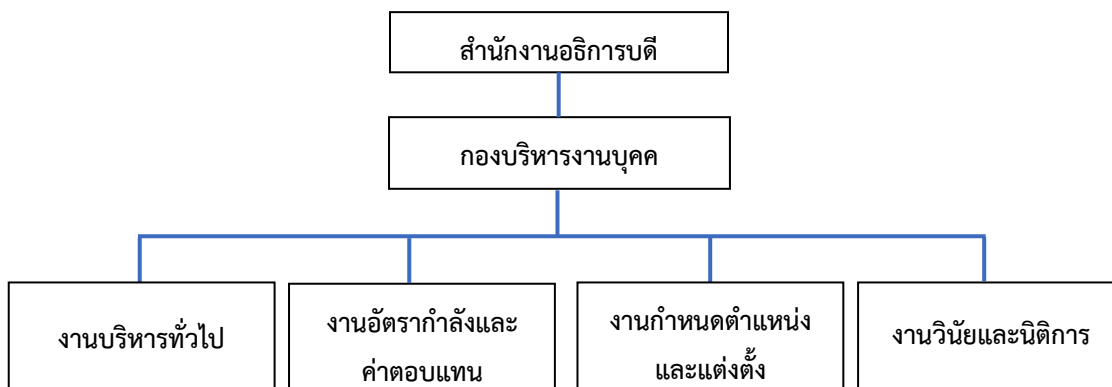 สำนักงานอธิการบดี
กองบริหารงานบุคค
งานบริหารทั่วไป
งานอัตรากำลังและ
ค่าตอบแทน
งานกำหนดตำแหน่ง
และแต่งตั้ง
งานวินัยและนิติการ